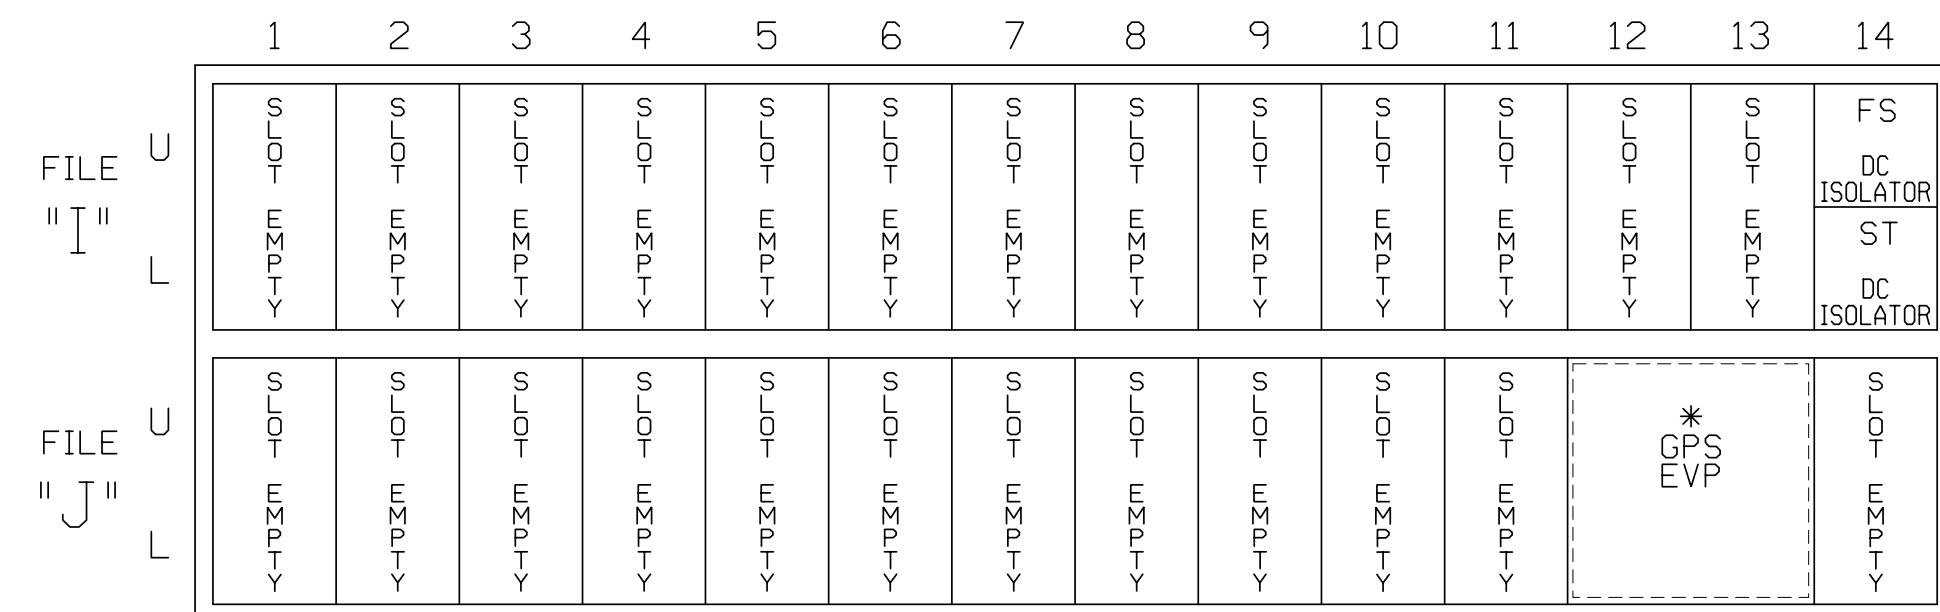 1 2 3 4 5 6 7 8 9 10 11 12 13 14
FILE "I"
U
L
SLOT EMPTY
SLOT EMPTY
SLOT EMPTY
SLOT EMPTY
SLOT EMPTY
SLOT EMPTY
SLOT EMPTY
SLOT EMPTY
SLOT EMPTY
SLOT EMPTY
SLOT EMPTY
SLOT EMPTY
SLOT EMPTY
FS
DC
ISOLATOR
ST
DC
ISOLATOR
FILE "J"
U
L
SLOT EMPTY
SLOT EMPTY
SLOT EMPTY
SLOT EMPTY
SLOT EMPTY
SLOT EMPTY
SLOT EMPTY
SLOT EMPTY
SLOT EMPTY
SLOT EMPTY
SLOT EMPTY
*
GPS
EVP
SLOT EMPTY